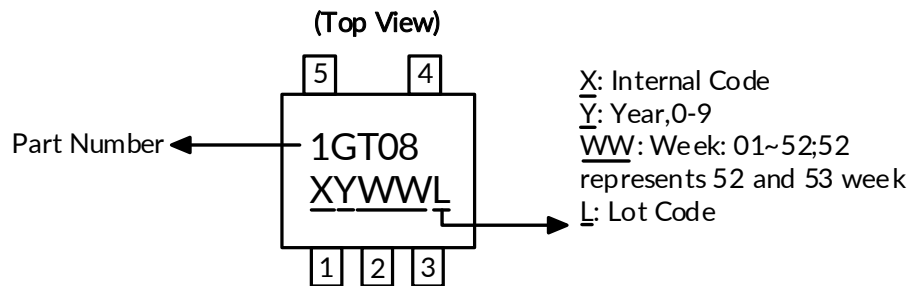 (Top View)
5 4
Part Number
1GT08
XYWWL
1 2 3
X: Internal Code
Y: Year,0-9
WW: Week: 01~52;52
represents 52 and 53 week
L: Lot Code